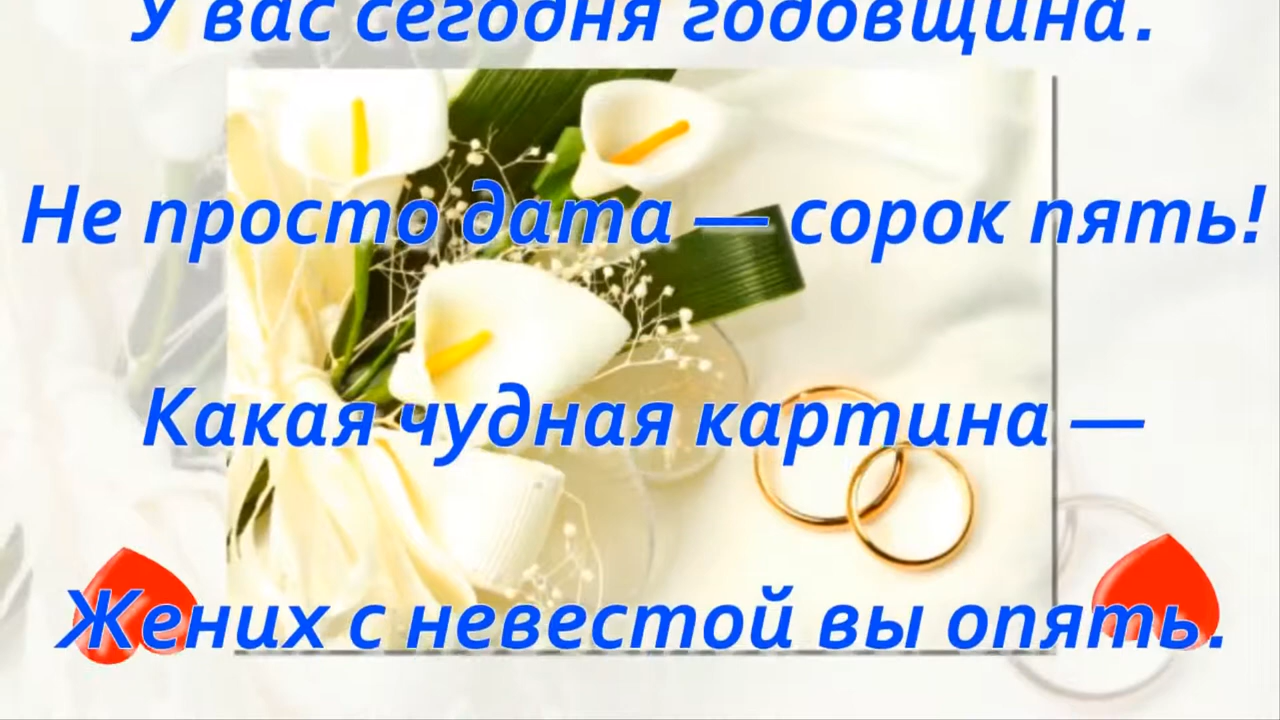 У вас сегодня годовщина.
Не просто дата — сорок пять!
Какая чудная картина —
Жених с невестой вы опять.